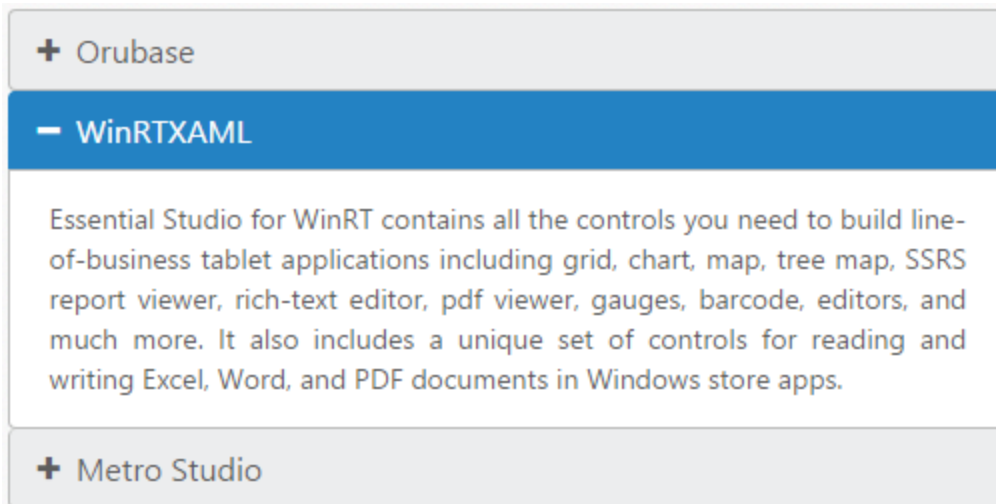 Orubase
WinRTXAML
Essential Studio for WinRT contains all the controls you need to build line-
of-business tablet applications including grid, chart, map, tree map, SSRS
report viewer, rich-text editor, pdf viewer, gauges, barcode, editors, and
much more. It also includes a unique set of controls for reading and
writing Excel, Word, and PDF documents in Windows store apps.
Metro Studio